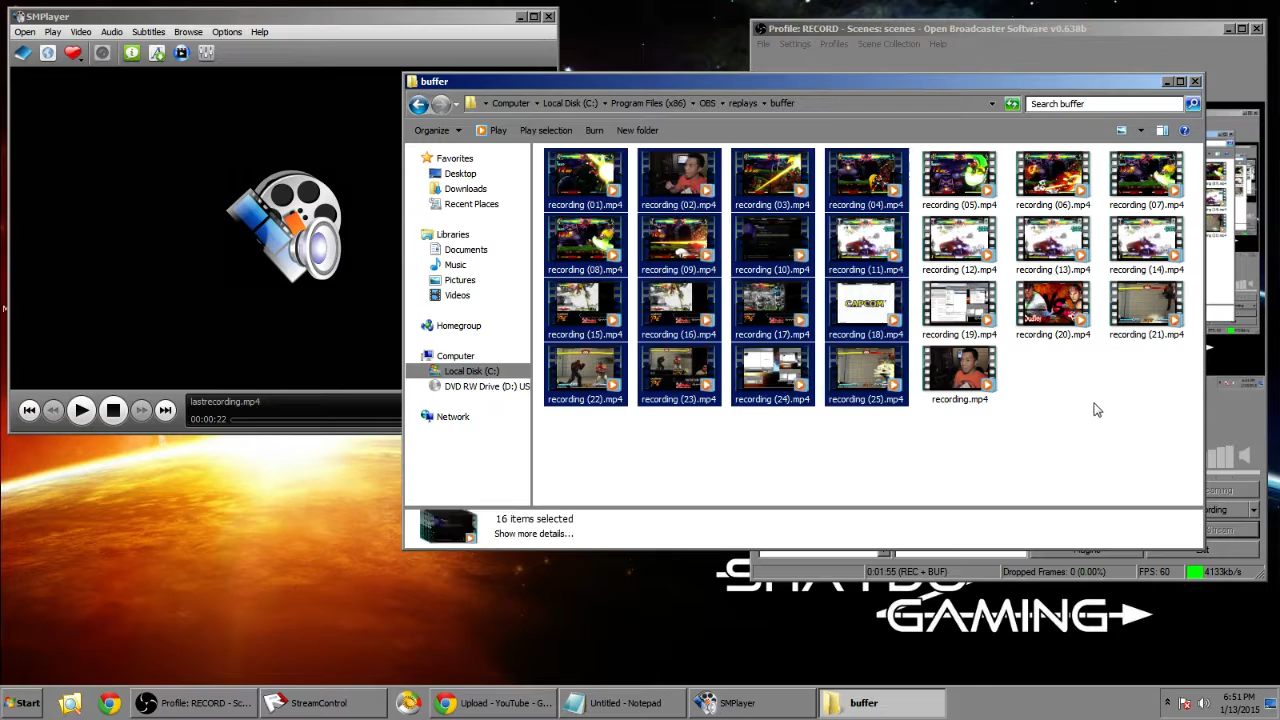 SMPlayer
Open Play Video Audio Subtitles Browse Options Help
Profile: RECORD - Scenes: scenes - Open Broadcaster Software v0.638b
File Settings Profiles Scene Collection Help
buffer
Computer Local Disk (C:) Program Files (x86) OBS replays buffer
Search buffer
Organize Play Play selection Burn New folder
Favorites
Desktop
Downloads
Recent Places
Libraries
Documents
Music
Pictures
Videos
Homegroup
Computer
Local Disk (C:)
DVD RW Drive (D:) US
Network
recording (01).mp4 recording (02).mp4 recording (03).mp4 recording (04).mp4 recording (05).mp4 recording (06).mp4 recording (07).mp4
recording (08).mp4 recording (09).mp4 recording (10).mp4 recording (11).mp4 recording (12).mp4 recording (13).mp4 recording (14).mp4
CAPCOM
recording (15).mp4 recording (16).mp4 recording (17).mp4 recording (18).mp4 recording (19).mp4 recording (20).mp4 recording (21).mp4
recording (22).mp4 recording (23).mp4 recording (24).mp4 recording (25).mp4 recording.mp4
16 items selected
Show more details...
lastrecording.mp4
00:00:22
0:01:55 (REC + BUF) Dropped Frames: 0 (0.00%) FPS: 60 4133kb/s
GAMING
Start
Profile: RECORD - Sc...
StreamControl
Upload - YouTube - G...
Untitled - Notepad
SMPlayer
buffer
6:51 PM
1/13/2015